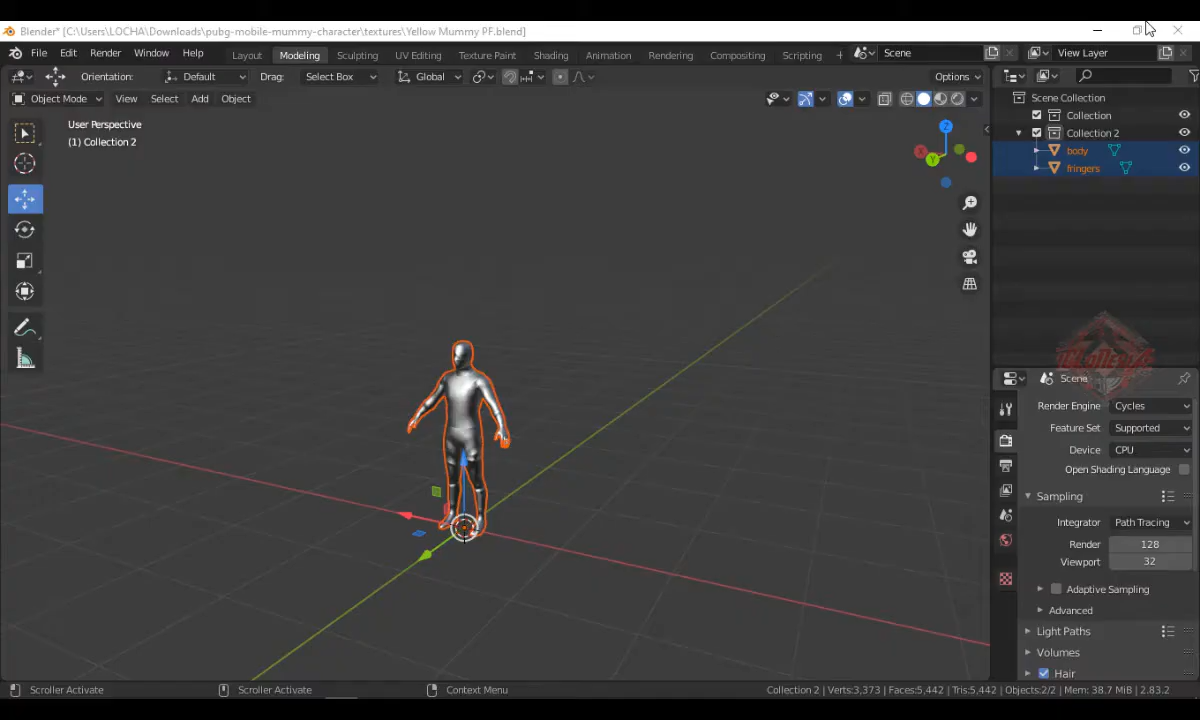 Blender* [C:\Users\LOCHA\Downloads\pubg-mobile-mummy-character\textures\Yellow Mummy PF.blend]
File Edit Render Window Help Layout Modeling Sculpting UV Editing Texture Paint Shading Animation Rendering Compositing Scripting + Scene View Layer
Orientation: Default Drag: Select Box Global Options
Object Mode View Select Add Object
User Perspective
(1) Collection 2
Z
Y
Scene Collection
Collection
Collection 2
body
fringers
Scene
Render Engine Cycles
Feature Set Supported
Device CPU
Open Shading Language
Sampling
Integrator Path Tracing
Render 128
Viewport 32
Adaptive Sampling
Advanced
Light Paths
Volumes
Hair
Scroller Activate Scroller Activate Context Menu Collection 2 | Verts:3,373 | Faces:5,442 | Tris:5,442 | Objects:2/2 | Mem: 38.7 MiB | 2.83.2